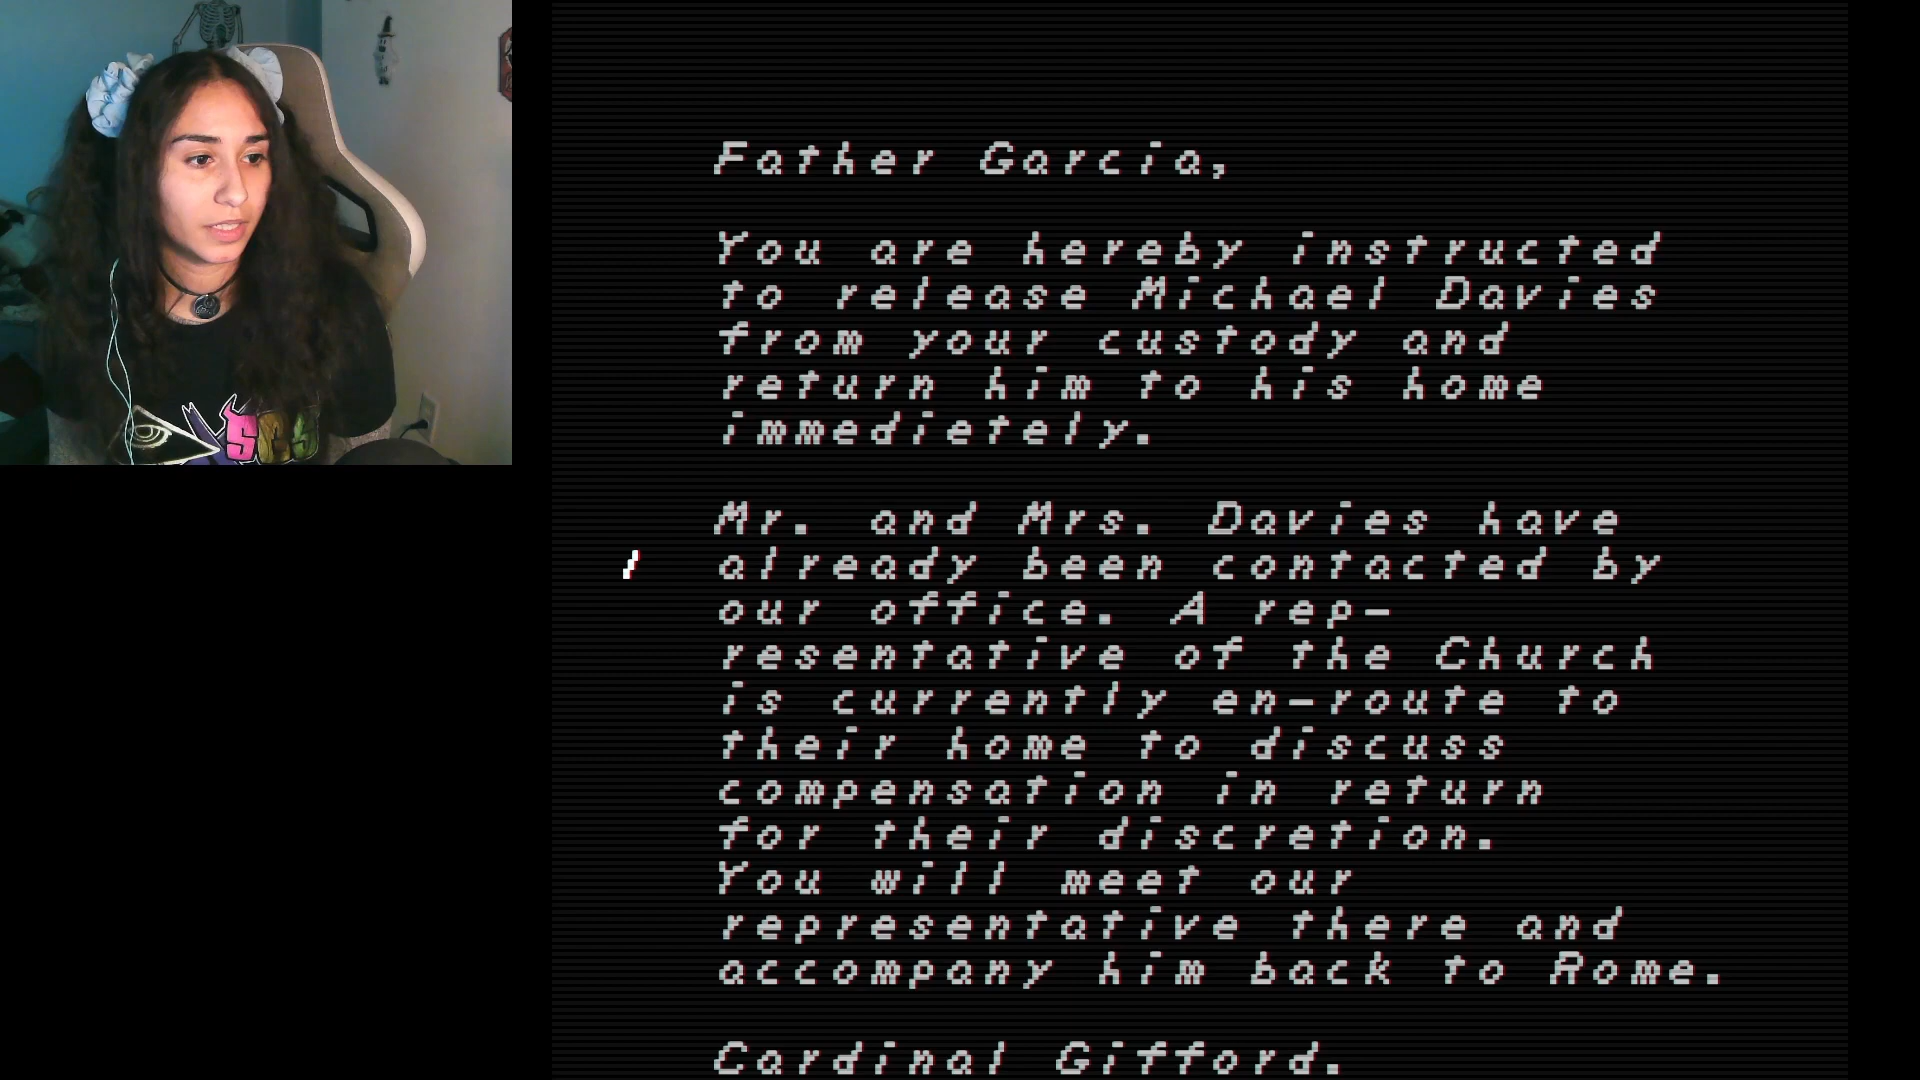 Father Garcia,
You are hereby instructed
to release Michael Davies
from your custody and
return him to his home
immedietely.
Mr. and Mrs. Davies have
already been contacted by
our office. A rep-
resentative of the Church
is currently en-route to
their home to discuss
compensation in return
for their discretion.
You will meet our
representative there and
accompany him back to Rome.
Cardinal Gifford.